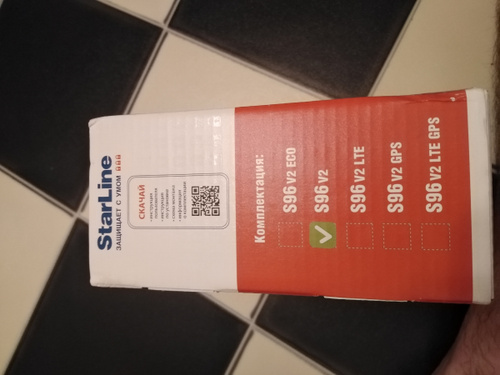 StarLine
ЗАЩИЩАЕТ С УМОМ
СКАЧАЙ
Комплектация:
S96 V2 ECO
S96 V2
S96 V2 LTE
S96 V2 GPS
S96 V2 LTE GPS